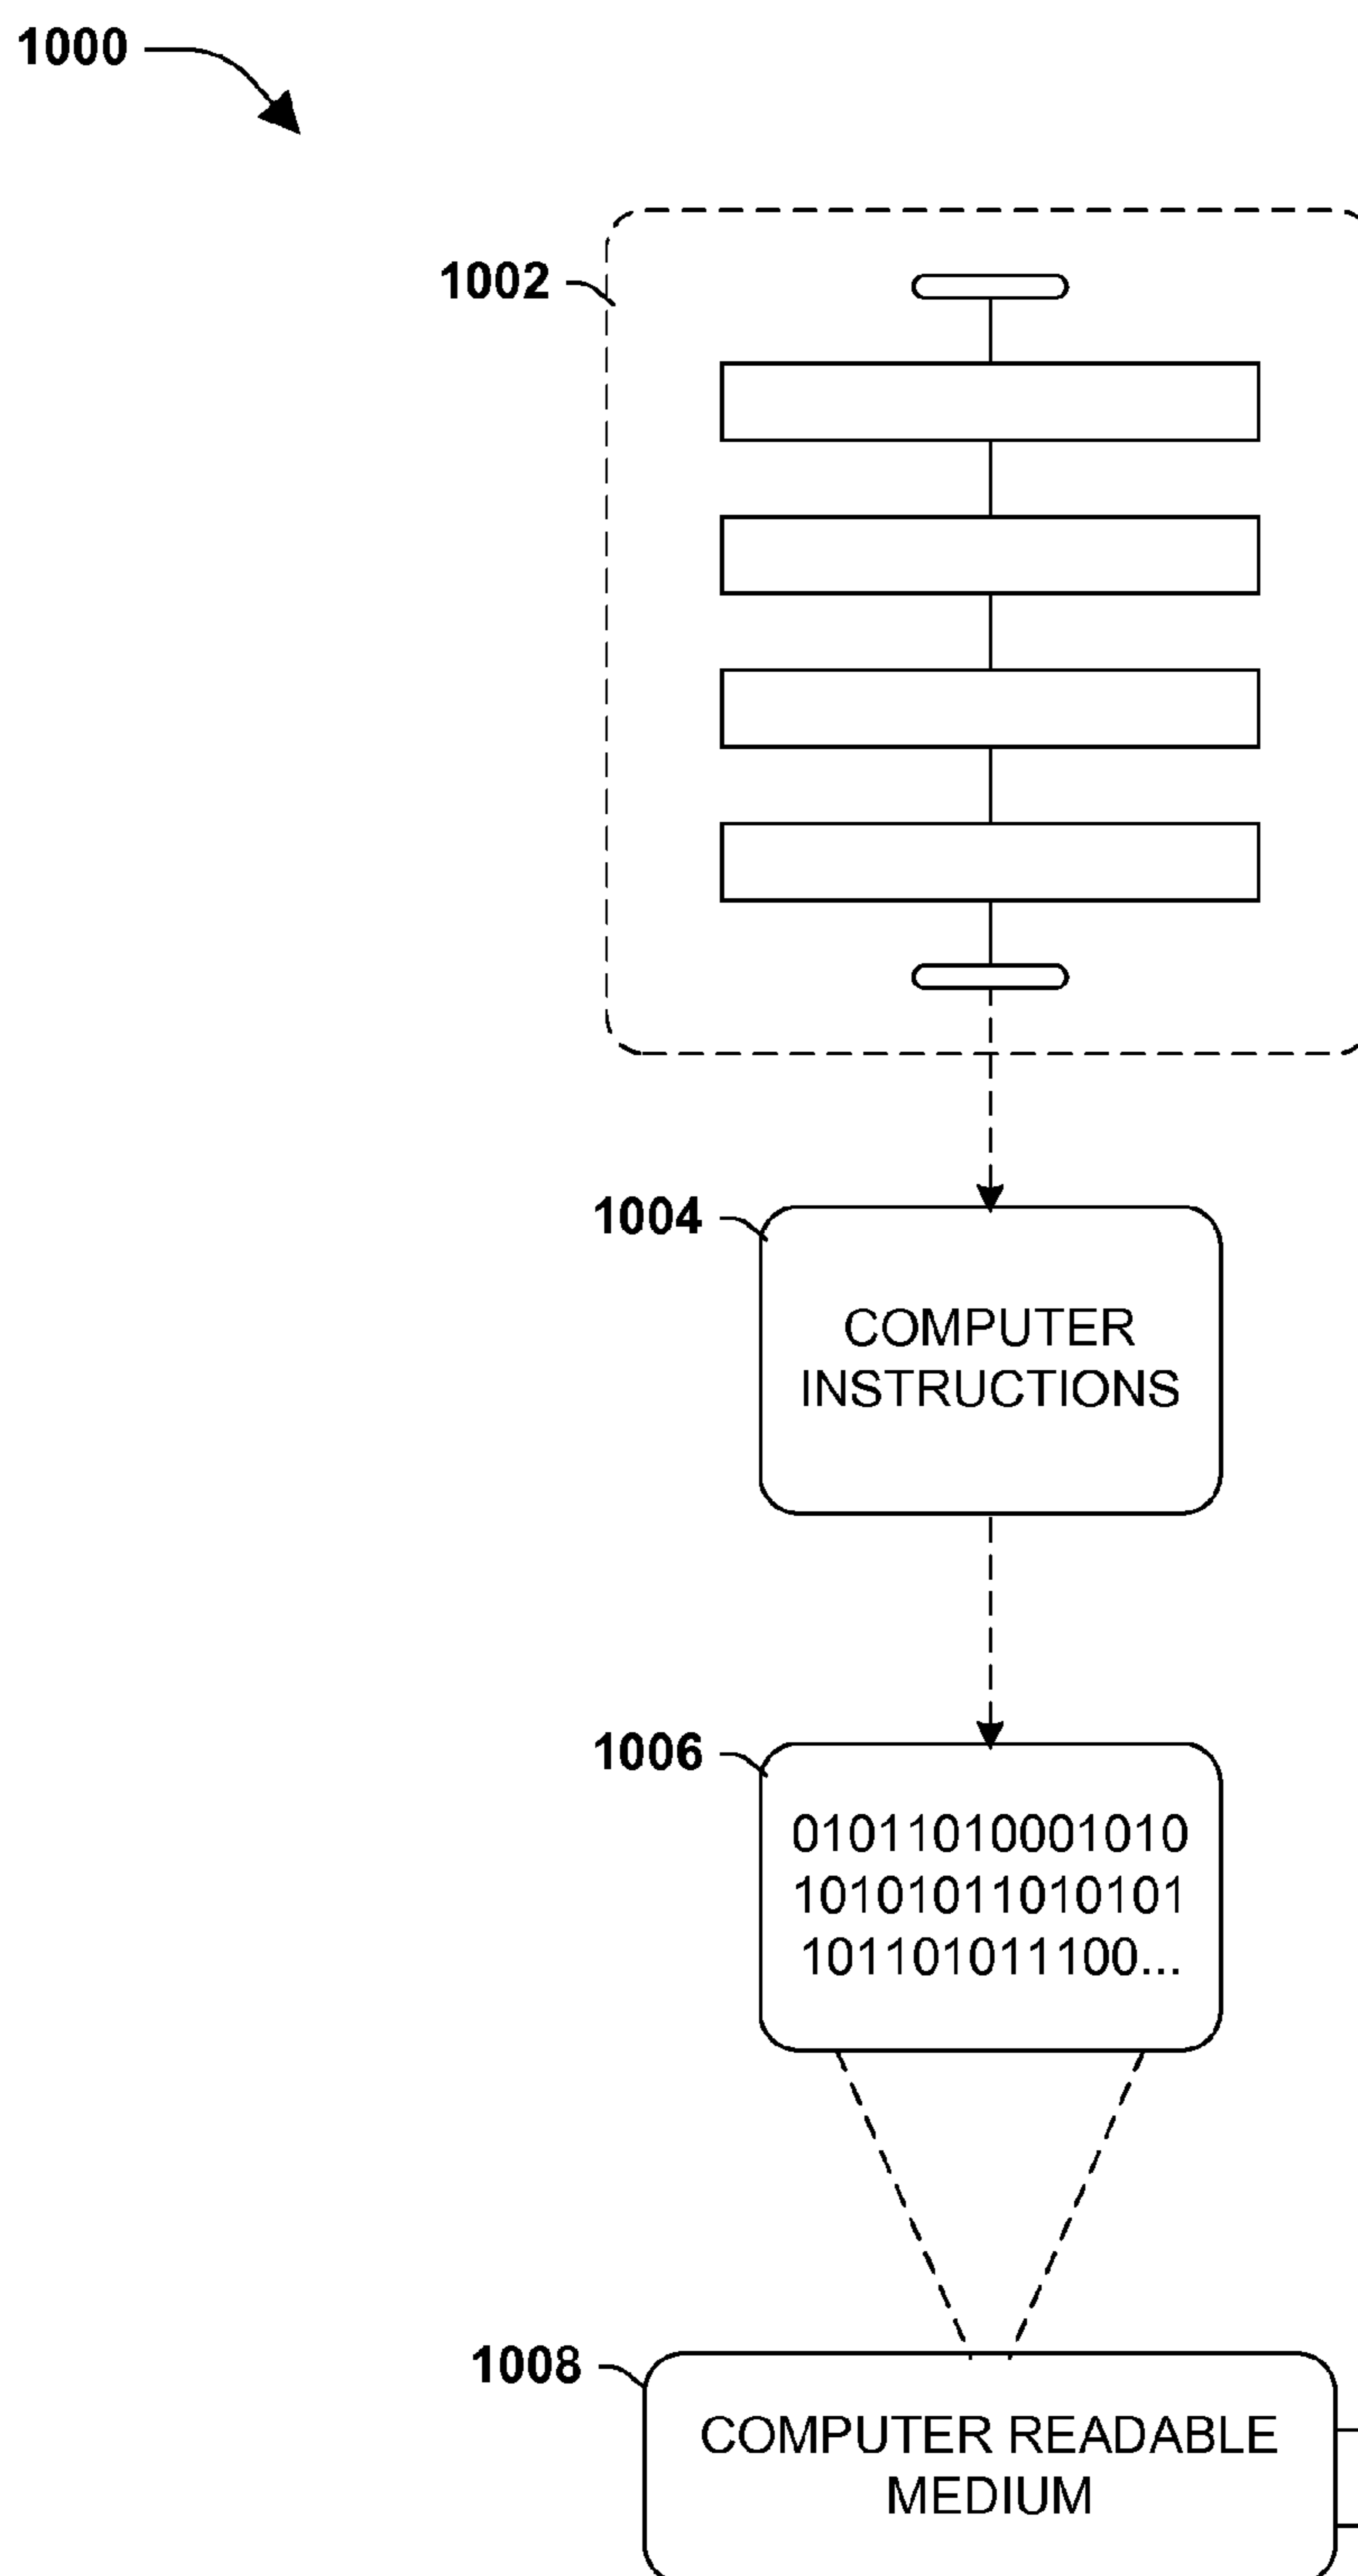 1000
1002
1004
COMPUTER
INSTRUCTIONS
1006
01011010001010
10101011010101
101101011100...
1008
COMPUTER READABLE
MEDIUM